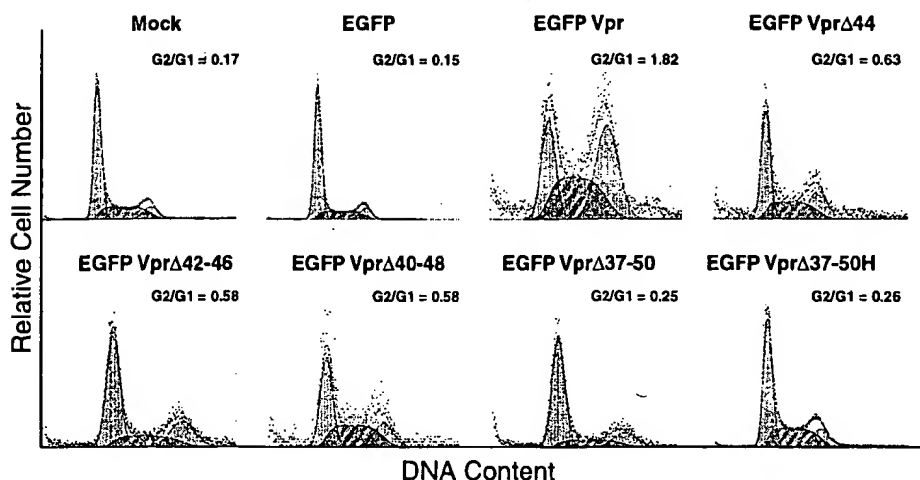 Mock
EGFP
EGFP Vpr
EGFP VprΔ44
G2/G1 = 0.17
G2/G1 = 0.15
G2/G1 = 1.82
G2/G1 = 0.63
Relative Cell Number
EGFP VprΔ42-46
EGFP VprΔ40-48
EGFP VprΔ37-50
EGFP VprΔ37-50H
G2/G1 = 0.58
G2/G1 = 0.58
G2/G1 = 0.25
G2/G1 = 0.26
DNA Content